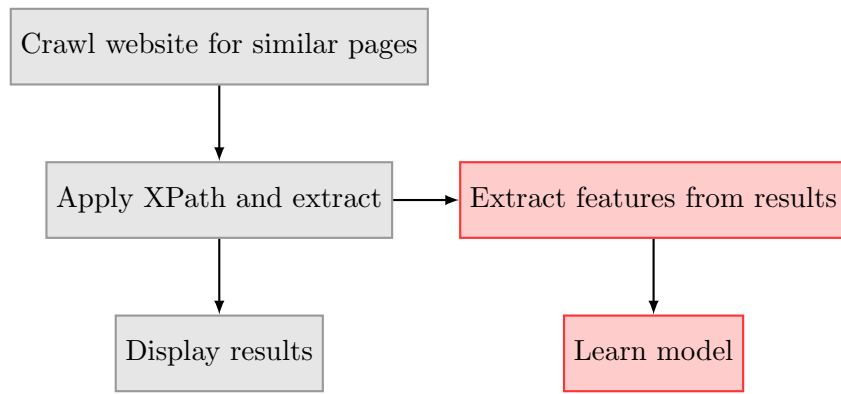 Crawl website for similar pages
Apply XPath and extract
Extract features from results
Display results
Learn model